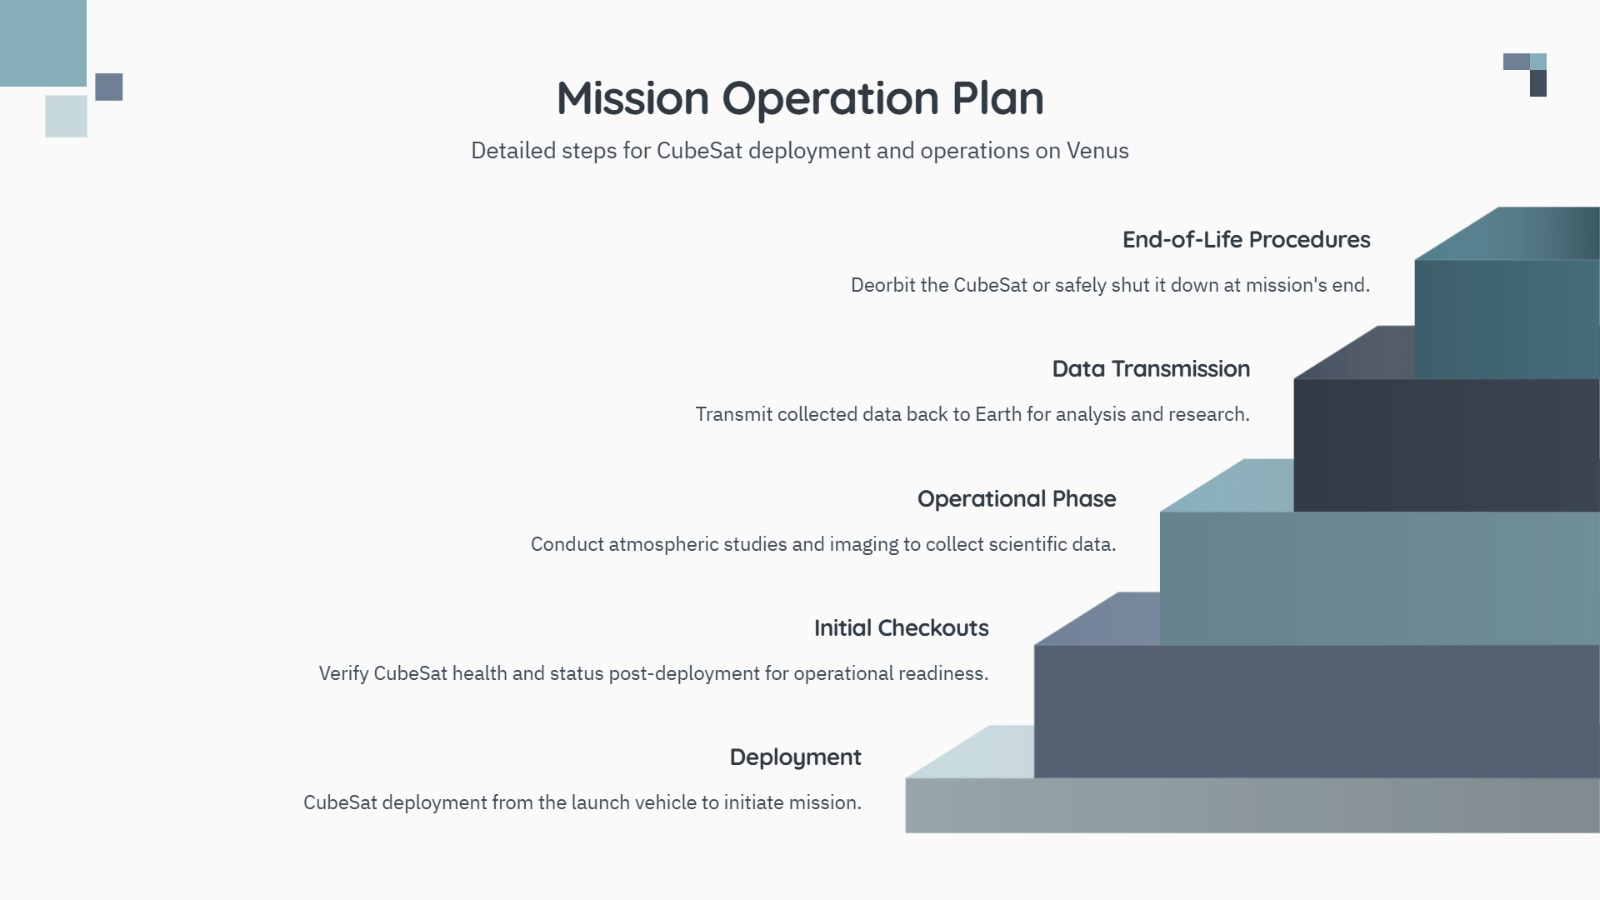 Mission Operation Plan
Detailed steps for CubeSat deployment and operations on Venus
End-of-Life Procedures
Deorbit the CubeSat or safely shut it down at mission's end.
Data Transmission
Transmit collected data back to Earth for analysis and research.
Operational Phase
Conduct atmospheric studies and imaging to collect scientific data.
Initial Checkouts
Verify CubeSat health and status post-deployment for operational readiness.
Deployment
CubeSat deployment from the launch vehicle to initiate mission.